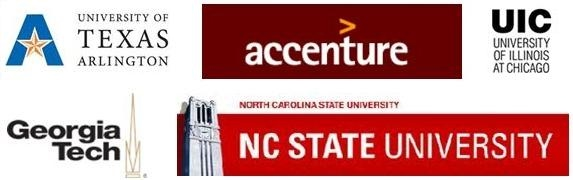 UNIVERSITY OF
TEXAS
ARLINGTON
accenture
UIC
UNIVERSITY
OF ILLINOIS
AT CHICAGO
Georgia
Tech
NORTH CAROLINA STATE UNIVERSITY
NC STATE UNIVERSITY